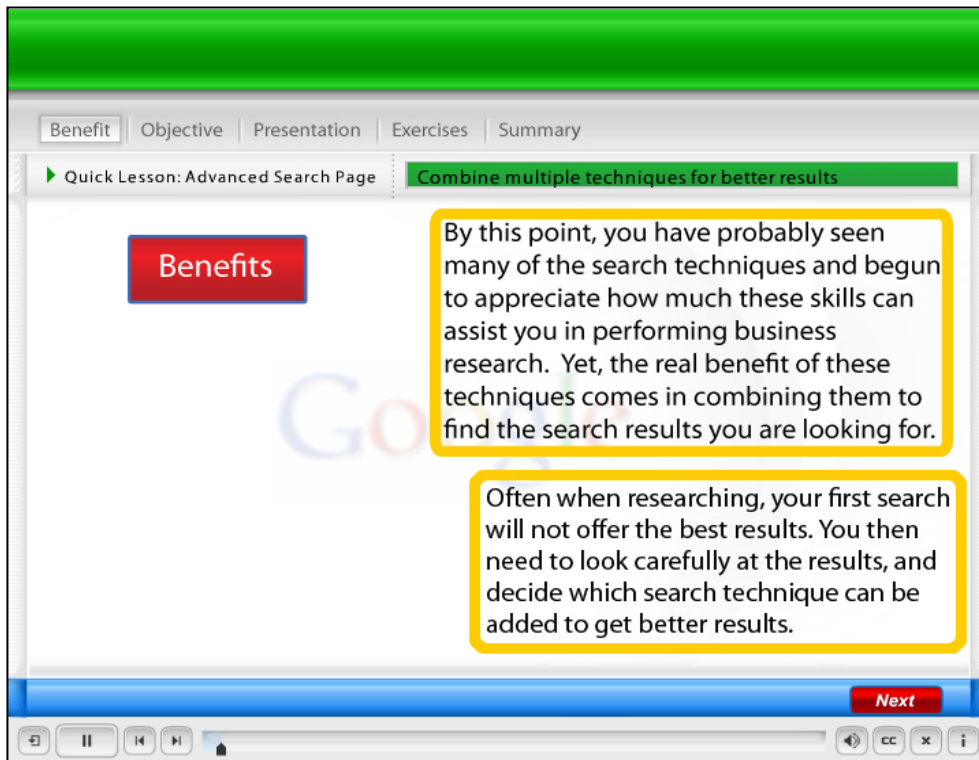 Benefit Objective Presentation Exercises Summary
Quick Lesson: Advanced Search Page
Combine multiple techniques for better results
Benefits
By this point, you have probably seen
many of the search techniques and begun
to appreciate how much these skills can
assist you in performing business
research.  Yet, the real benefit of these
techniques comes in combining them to
find the search results you are looking for.
Google
Often when researching, your first search
will not offer the best results. You then
need to look carefully at the results, and
decide which search technique can be
added to get better results.
Next
CC x i